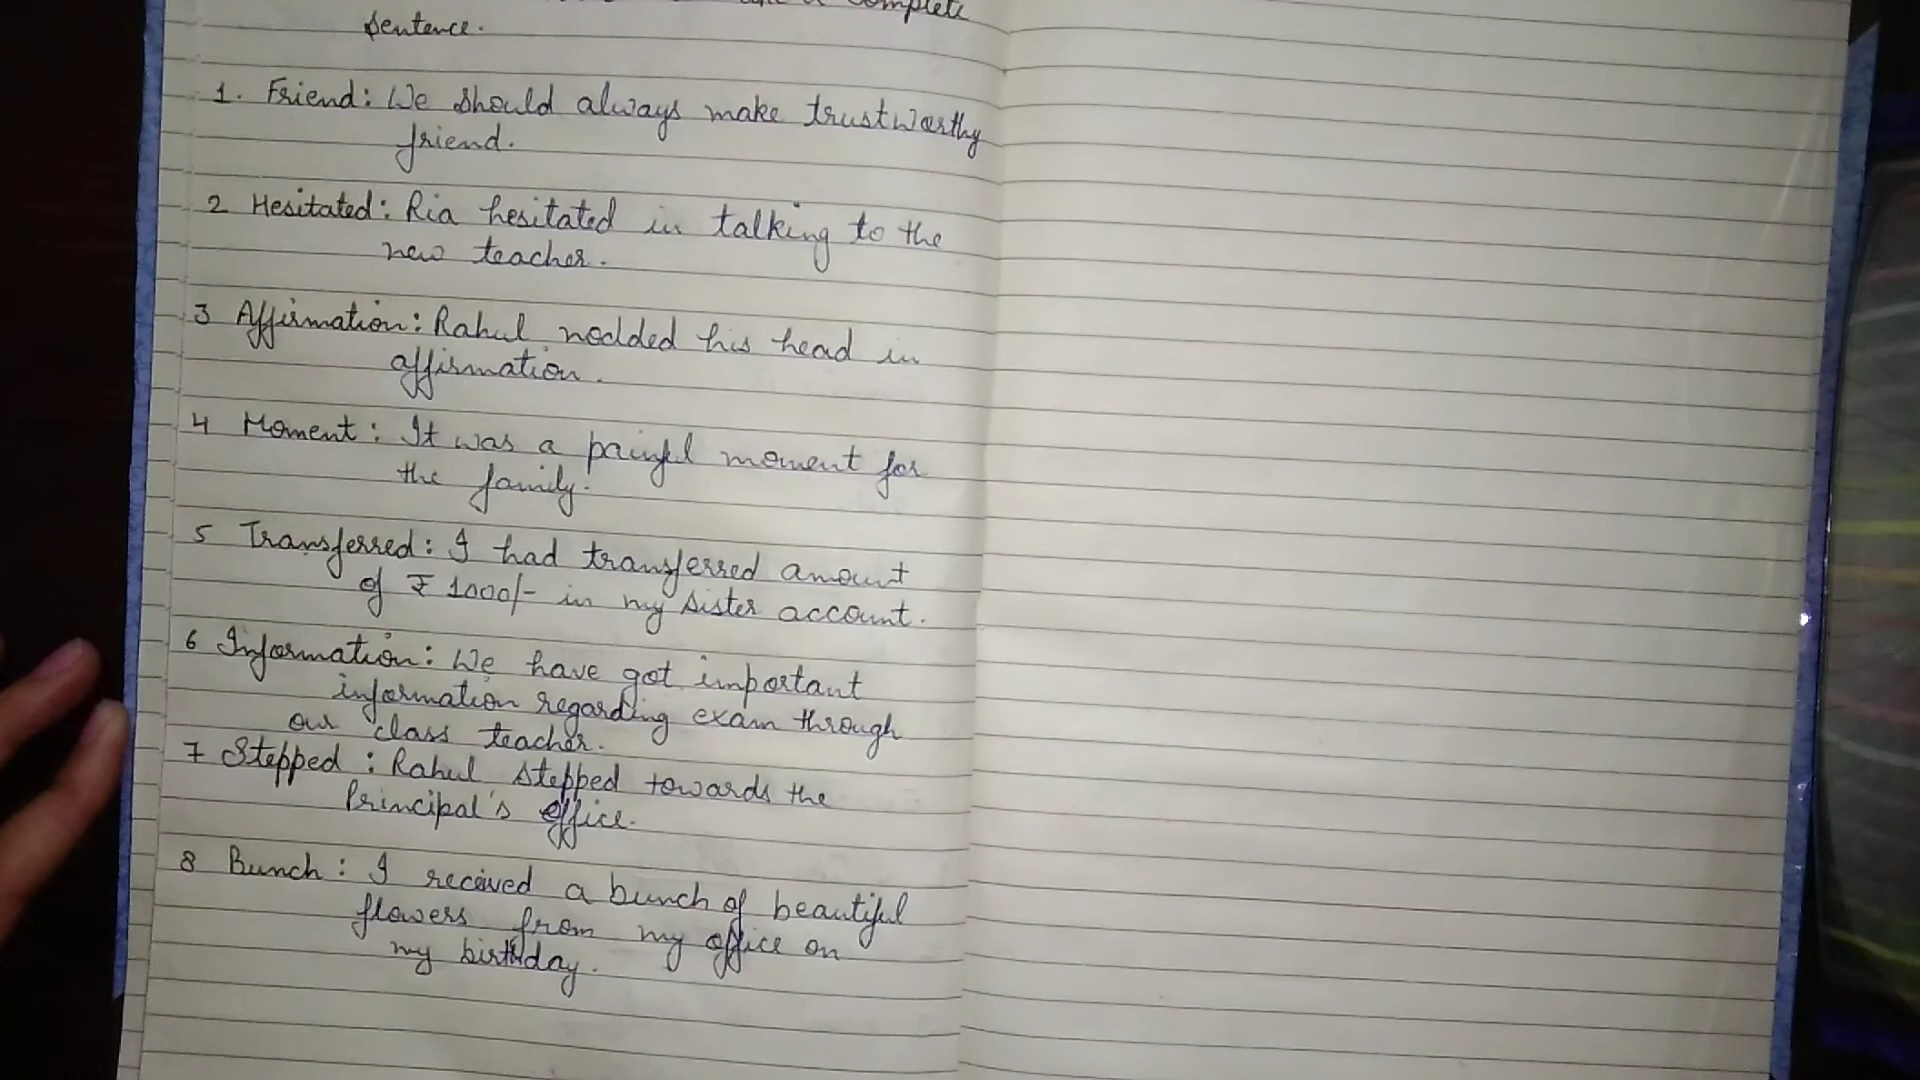 a complete
sentence.
1. Friend: We should always make trustworthy
friend.
2 Hesitated: Ria hesitated in talking to the
new teacher.
3 Affirmation: Rahul nodded his head in
affirmation.
4 Moment: It was a painful moment for
the family.
5 Transferred: I had transferred amount
of ₹ 1000/- in my sister account.
6 Information: We have got important
information regarding exam through
our class teacher.
7 Stepped: Rahul stepped towards the
Principal's office.
8 Bunch: I received a bunch of beautiful
flowers from my office on
my birthday.